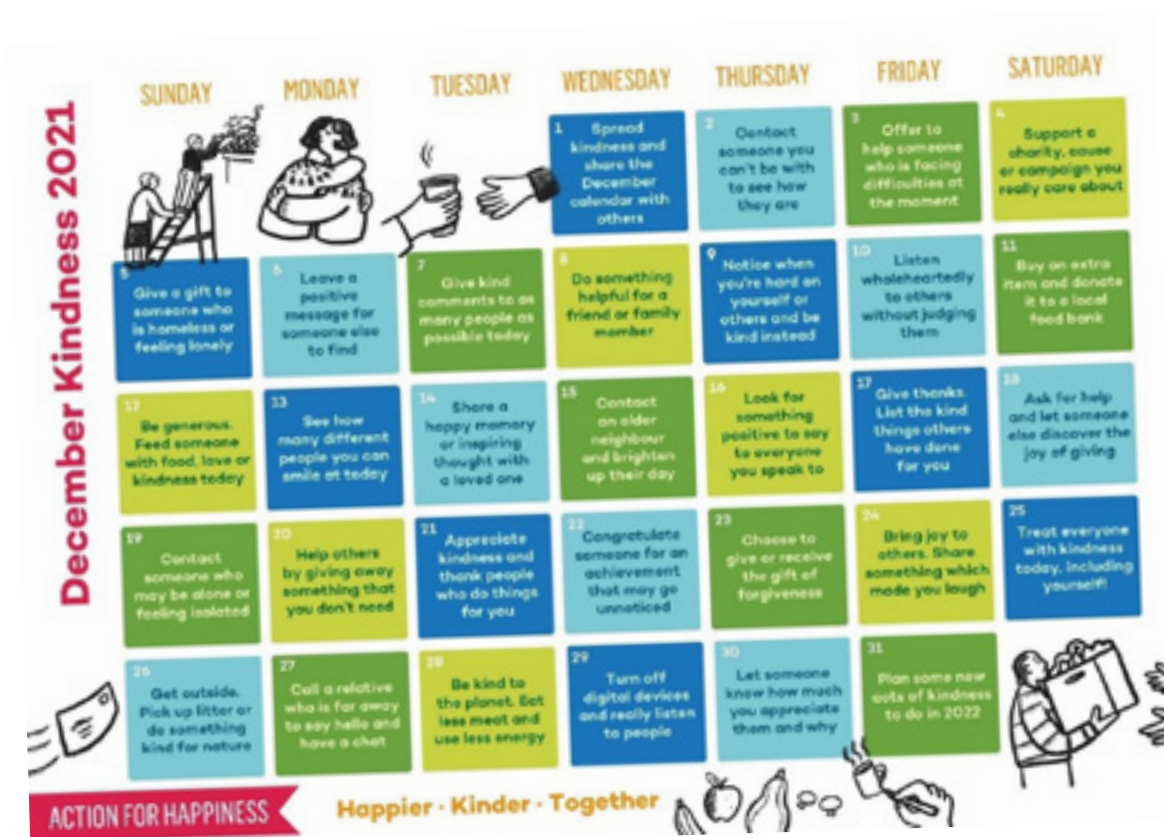 December Kindness 2021
SUNDAY
MONDAY
TUESDAY
WEDNESDAY
THURSDAY
FRIDAY
SATURDAY
1
Spread
kindness and
share the
December
calendar with
others
2
Contact
someone you
can't be with
to see how
they are
3
Offer to
help someone
who is facing
difficulties at
the moment
4
Support a
charity, cause
or campaign you
really care about
5
Give a gift to
someone who
is homeless or
feeling lonely
6
Leave a
positive
message for
someone else
to find
7
Give kind
comments to as
many people as
possible today
8
Do something
helpful for a
friend or family
member
9
Notice when
you're hard on
yourself or
others and be
kind instead
10
Listen
wholeheartedly
to others
without judging
them
11
Buy an extra
item and donate
it to a local
food bank
12
Be generous.
Feed someone
with food, love or
kindness today
13
See how
many different
people you can
smile at today
14
Share a
happy memory
or inspiring
thought with
a loved one
15
Contact
an older
neighbour
and brighten
up their day
16
Look for
something
positive to say
to everyone
you speak to
17
Give thanks.
List the kind
things others
have done
for you
18
Ask for help
and let someone
else discover the
joy of giving
19
Contact
someone who
may be alone or
feeling isolated
20
Help others
by giving away
something that
you don't need
21
Appreciate
kindness and
thank people
who do things
for you
22
Congratulate
someone for an
achievement
that may go
unnoticed
23
Choose to
give or receive
the gift of
forgiveness
24
Bring joy to
others. Share
something which
made you laugh
25
Treat everyone
with kindness
today, including
yourself!
26
Get outside.
Pick up litter or
do something
kind for nature
27
Call a relative
who is far away
to say hello and
have a chat
28
Be kind to
the planet. Eat
less meat and
use less energy
29
Turn off
digital devices
and really listen
to people
30
Let someone
know how much
you appreciate
them and why
31
Plan some new
acts of kindness
to do in 2022
ACTION FOR HAPPINESS
Happier · Kinder · Together